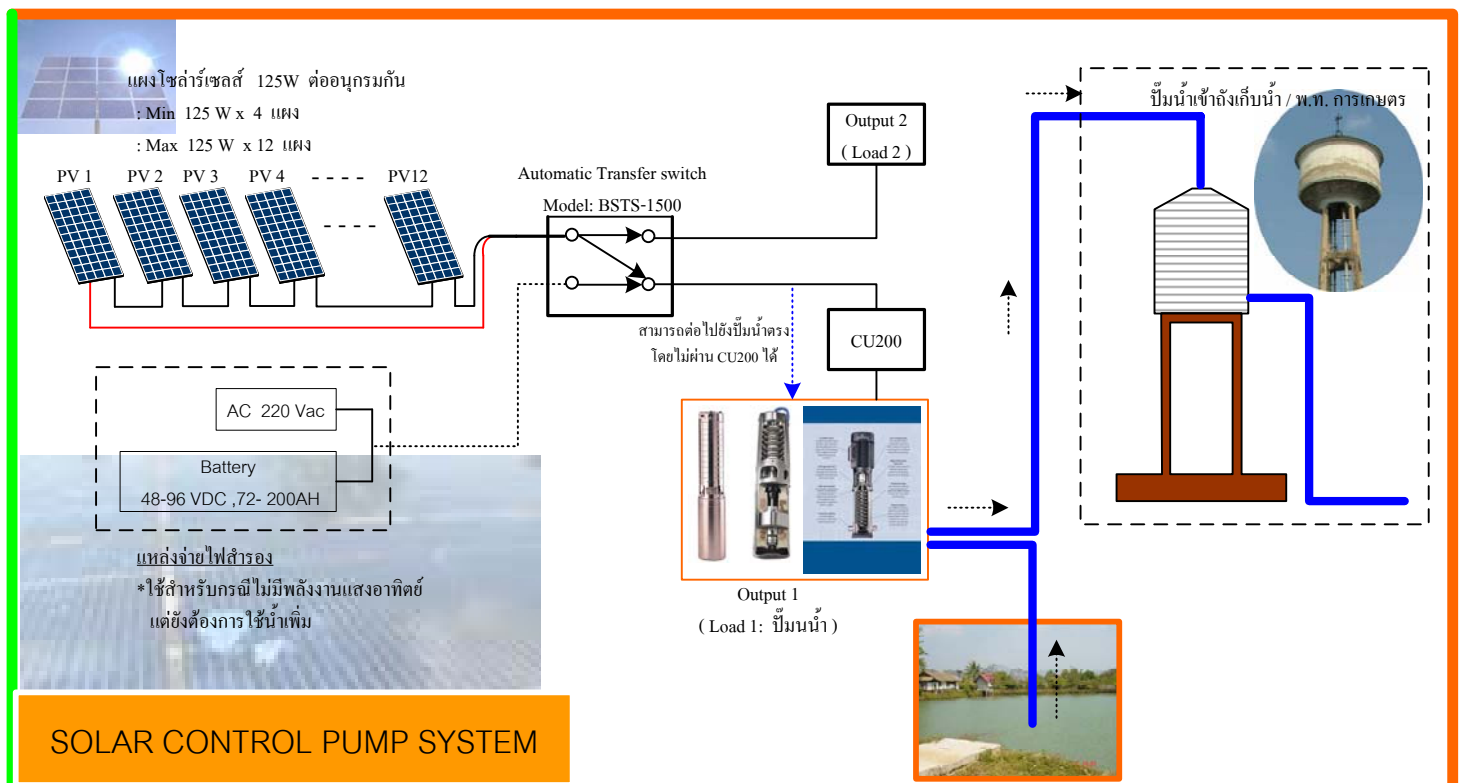 แผงโซล่าร์เซลส์ 125W ต่ออนุกรมกัน
: Min 125 W x 4 แผง
: Max 125 W x 12 แผง
PV 1 PV 2 PV 3 PV 4 - - - - PV12
- - - -
Automatic Transfer switch
Model: BSTS-1500
Output 2
( Load 2 )
ปั๊มน้ำเข้าถังเก็บน้ำ / พ.ท. การเกษตร
สามารถต่อไปยังปั๊มน้ำตรง
โดยไม่ผ่าน CU200 ได้
CU200
AC 220 Vac
Battery
48-96 VDC ,72- 200AH
แหล่งจ่ายไฟสำรอง
*ใช้สำหรับกรณีไม่มีพลังงานแสงอาทิตย์
แต่ยังต้องการใช้น้ำเพิ่ม
Output 1
( Load 1: ปั๊มนน้ำ )
SOLAR CONTROL PUMP SYSTEM